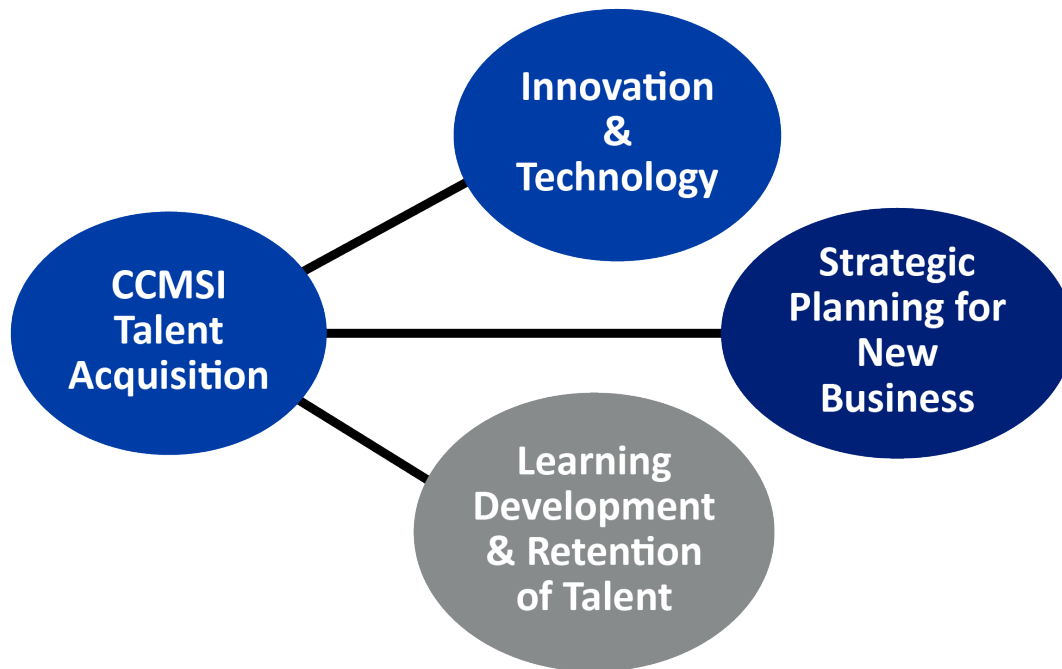 Innovation
&
Technology
CCMSI
Talent
Acquisition
Strategic
Planning for
New
Business
Learning
Development
& Retention
of Talent